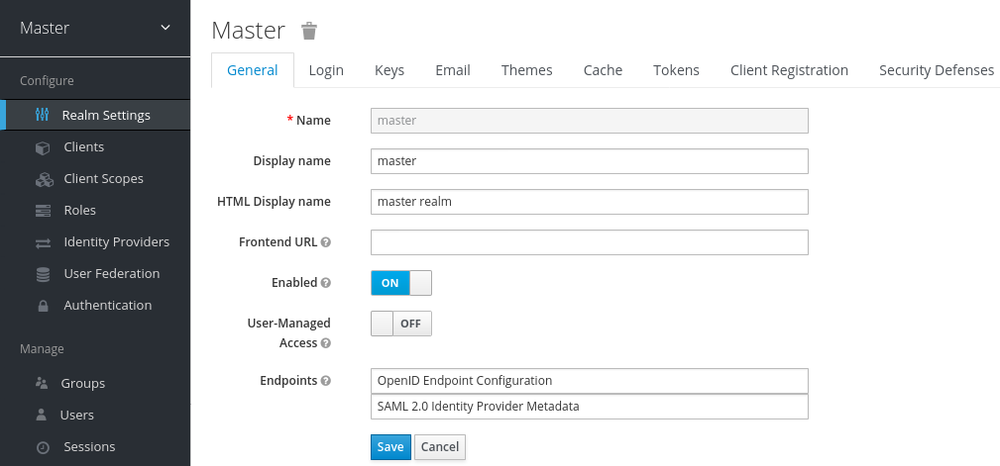 Master
Configure
Realm Settings
Clients
Client Scopes
Roles
Identity Providers
User Federation
Authentication
Manage
Groups
Users
Sessions
Master
General Login Keys Email Themes Cache Tokens Client Registration Security Defenses
* Name master
Display name master
HTML Display name master realm
Frontend URL ?
Enabled ? ON
User-Managed OFF
Access ?
Endpoints ? OpenID Endpoint Configuration
SAML 2.0 Identity Provider Metadata
Save Cancel